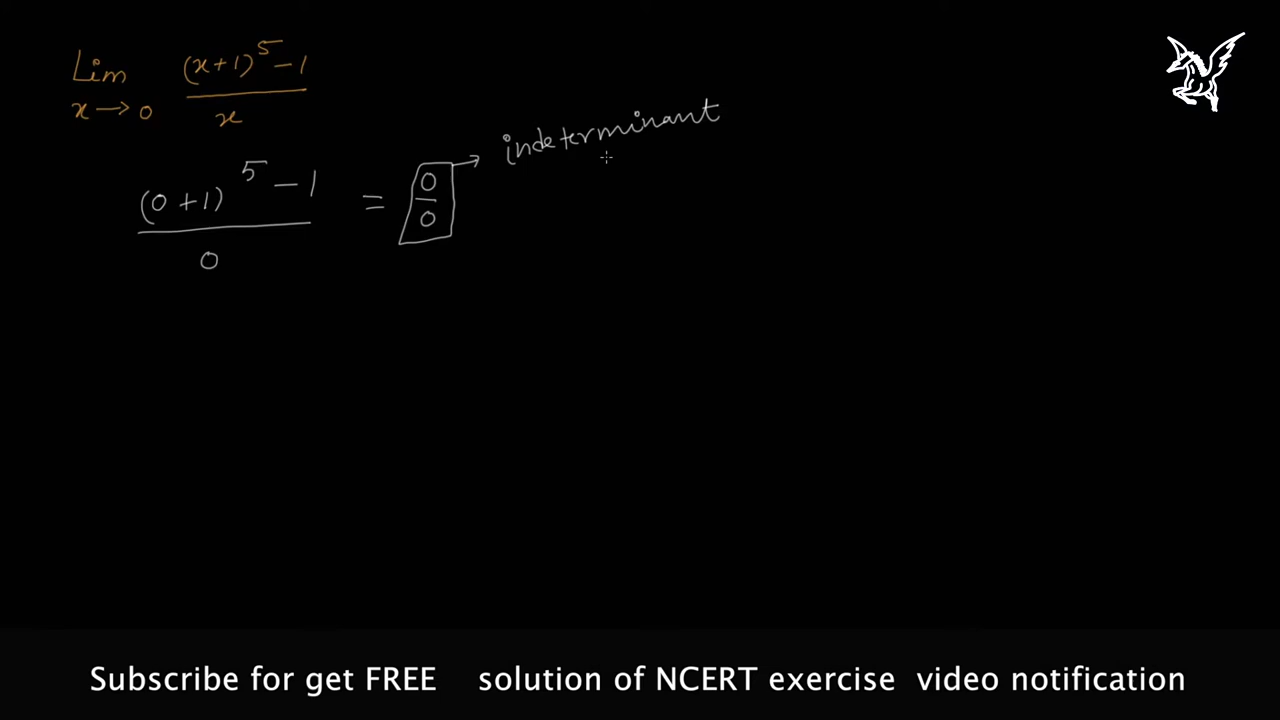 Lim (x+1)^5 - 1
x → 0 x
(0+1)^5 - 1 = 0/0 → indeterminant
0
Subscribe for get FREE solution of NCERT exercise video notification